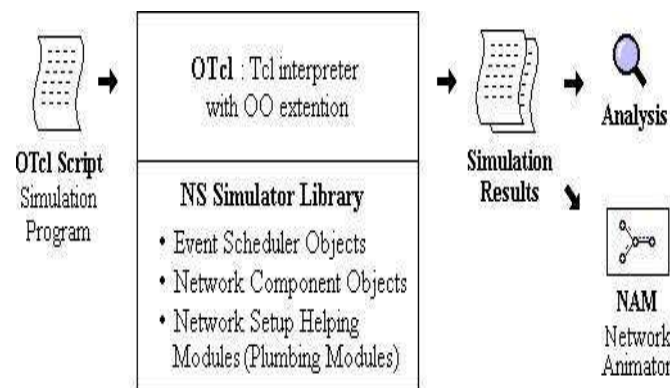 OTcl Script
Simulation
Program
OTcl : Tcl interpreter
with OO extention
NS Simulator Library
• Event Scheduler Objects
• Network Component Objects
• Network Setup Helping
Modules (Plumbing Modules)
Simulation
Results
Analysis
NAM
Network
Animator